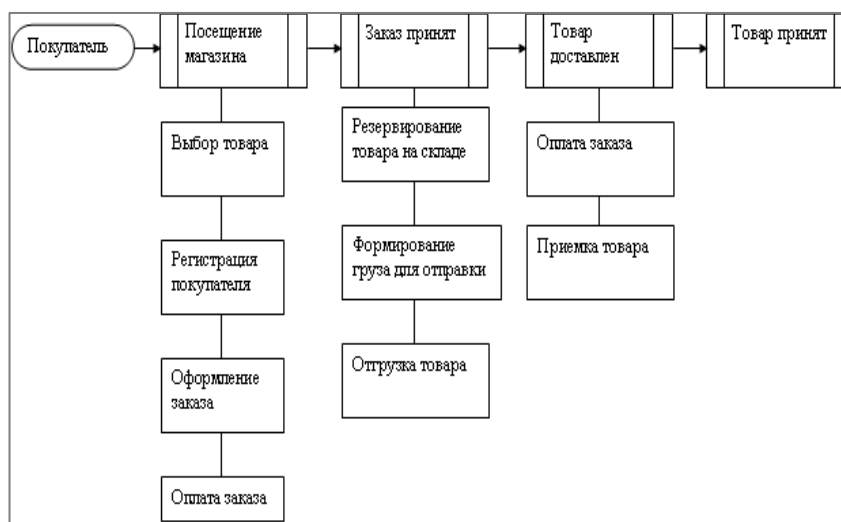 Покупатель
Посещение
магазина
Заказ принят
Товар
доставлен
Товар принят
Выбор товара
Регистрация
покупателя
Оформление
заказа
Оплата заказа
Резервирование
товара на складе
Формирование
груза для отправки
Отгрузка товара
Оплата заказа
Приемка товара